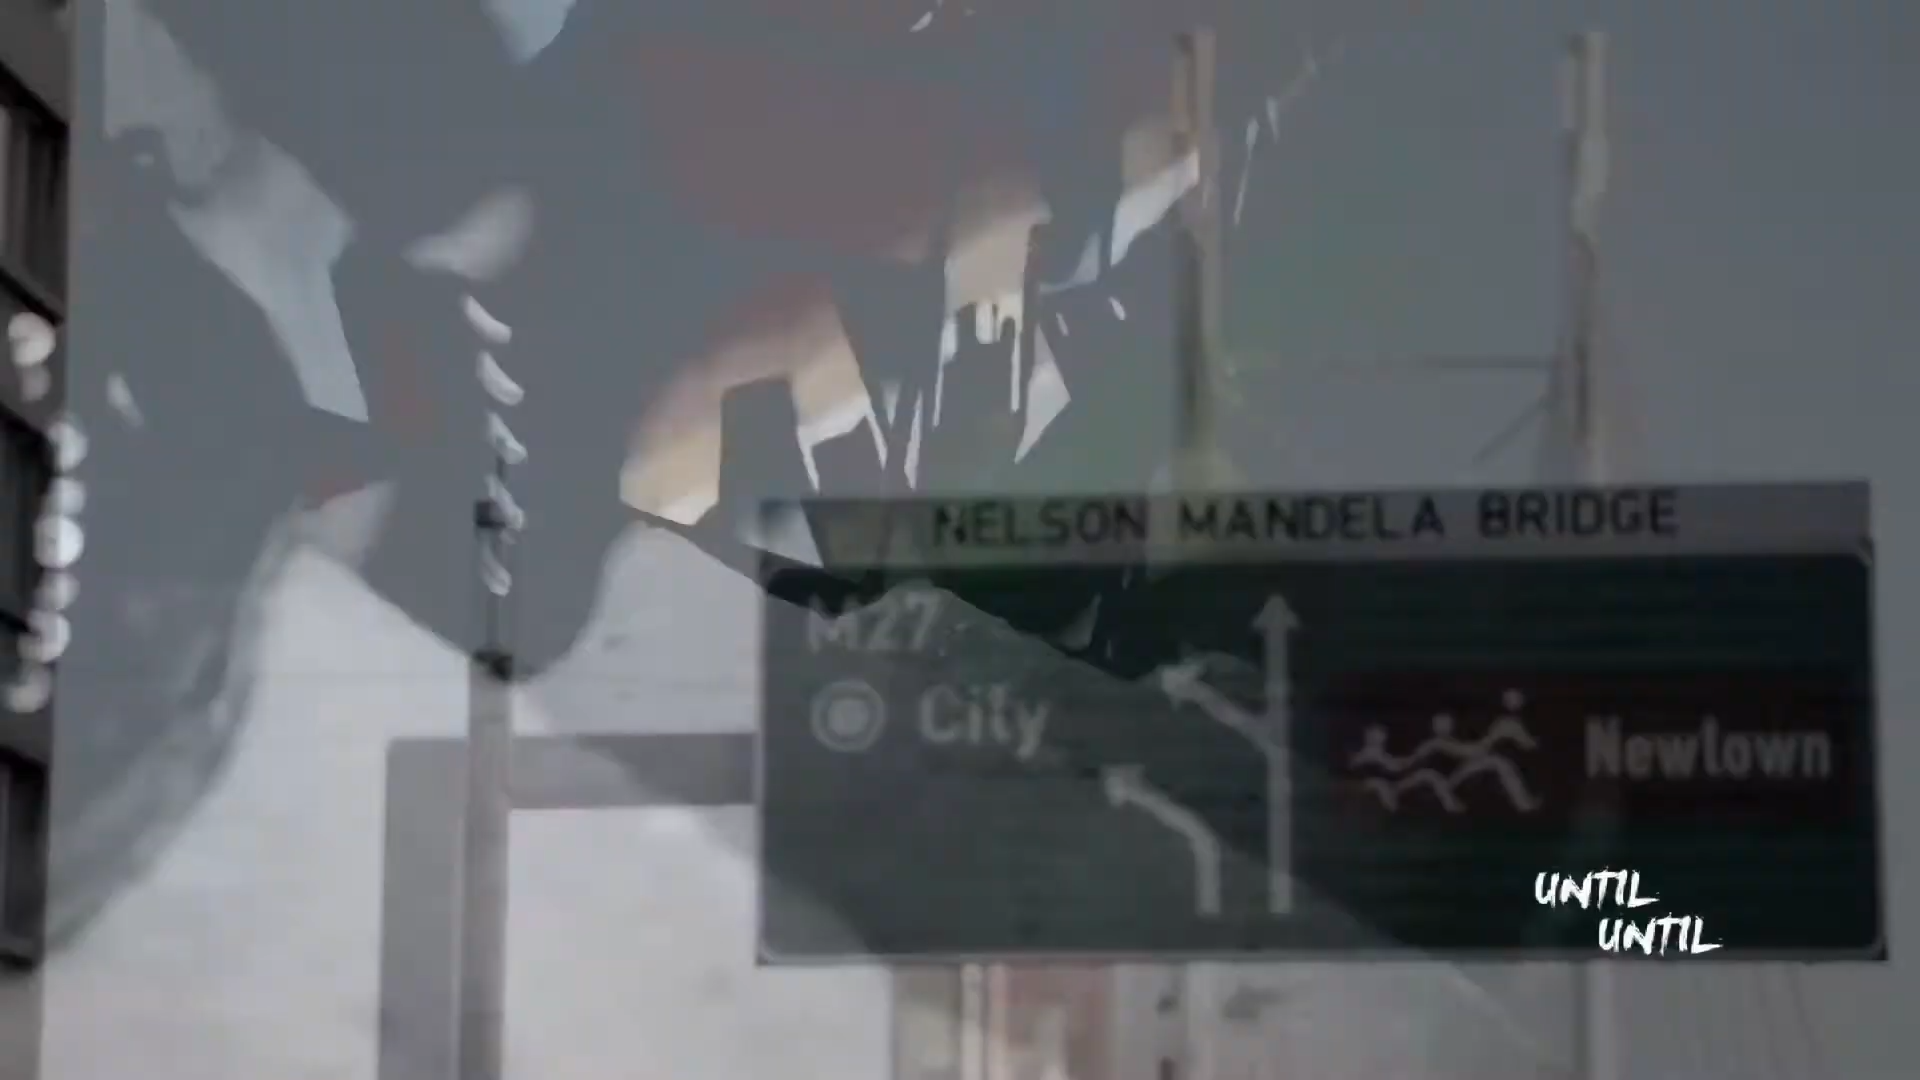 NELSON MANDELA BRIDGE
M27
City
Newtown
UNTIL
UNTIL